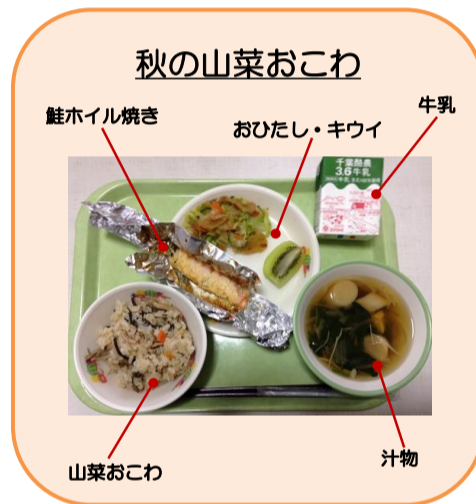 秋の山菜おこわ
鮭ホイル焼き
おひたし・キウイ
牛乳
千葉酪農
3.6牛乳
山菜おこわ
汁物